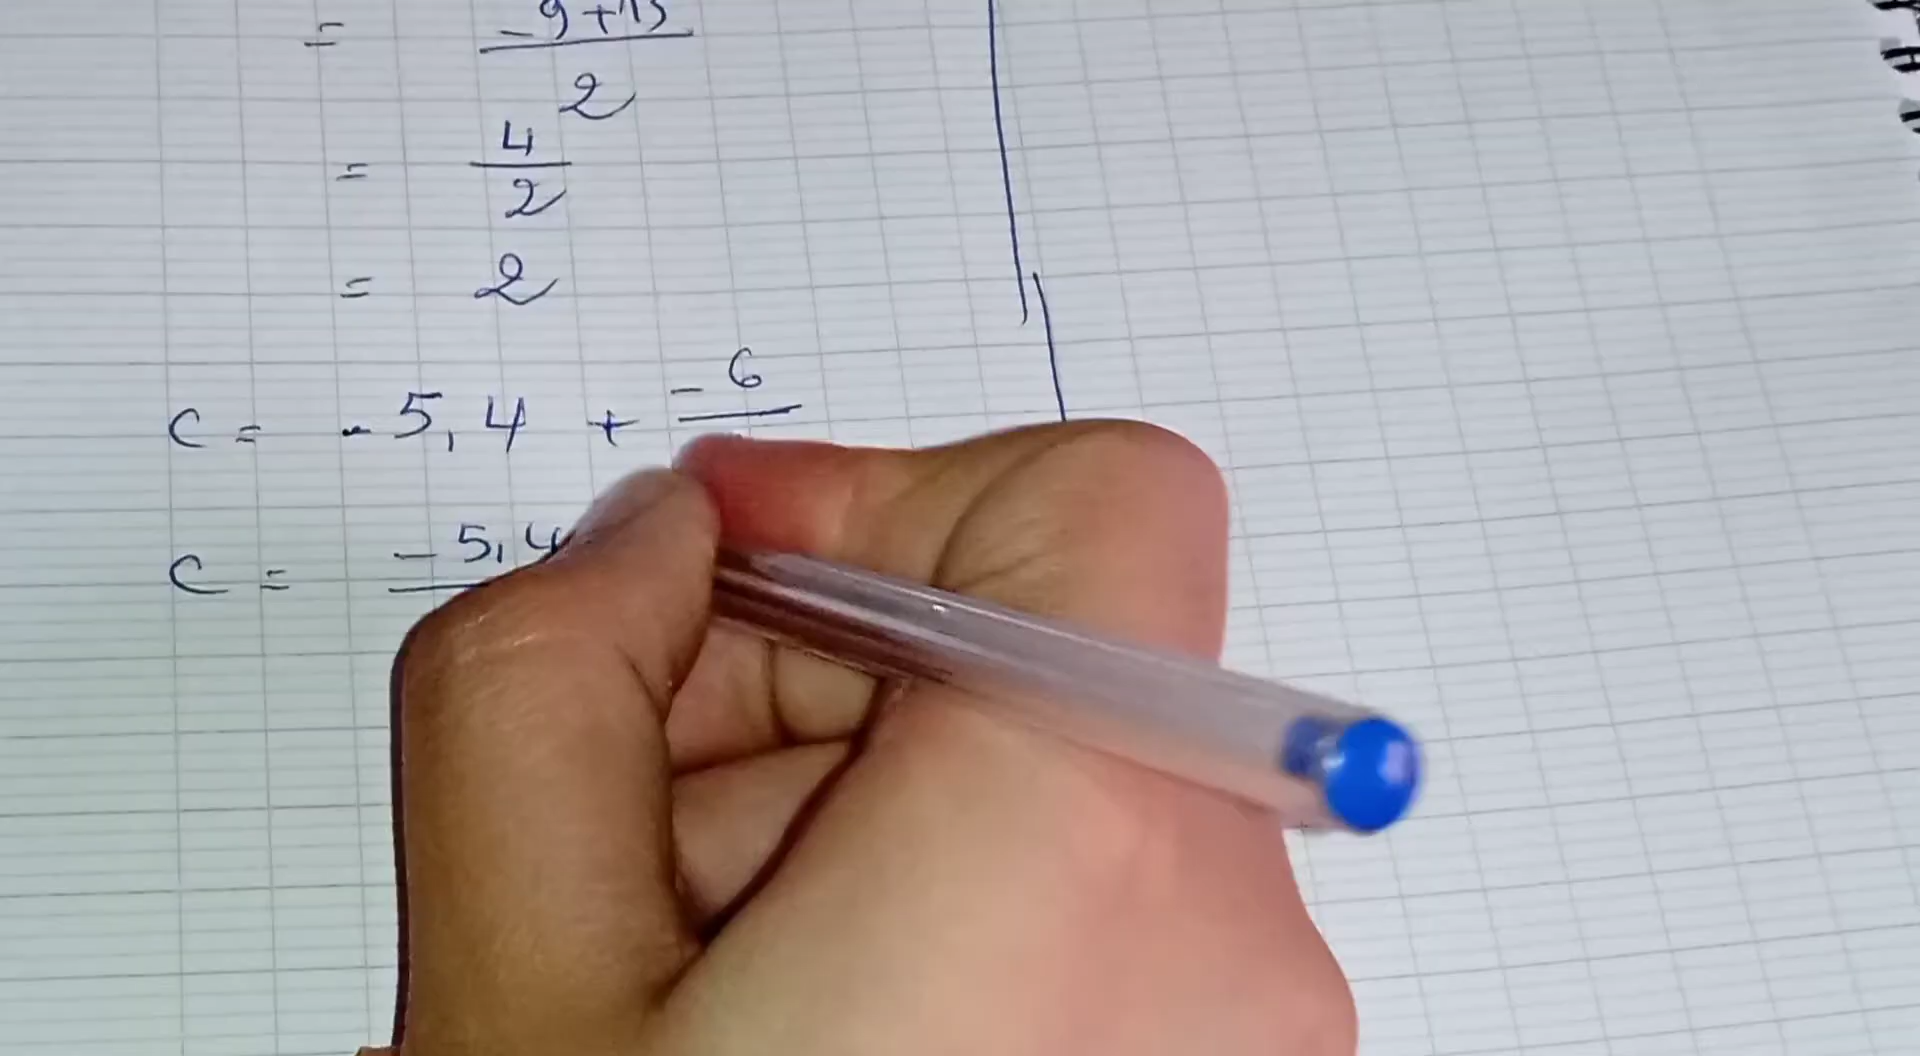 = -9+13
2
4
= 2
= 2
c = -5,4 + -6
c = -5,4